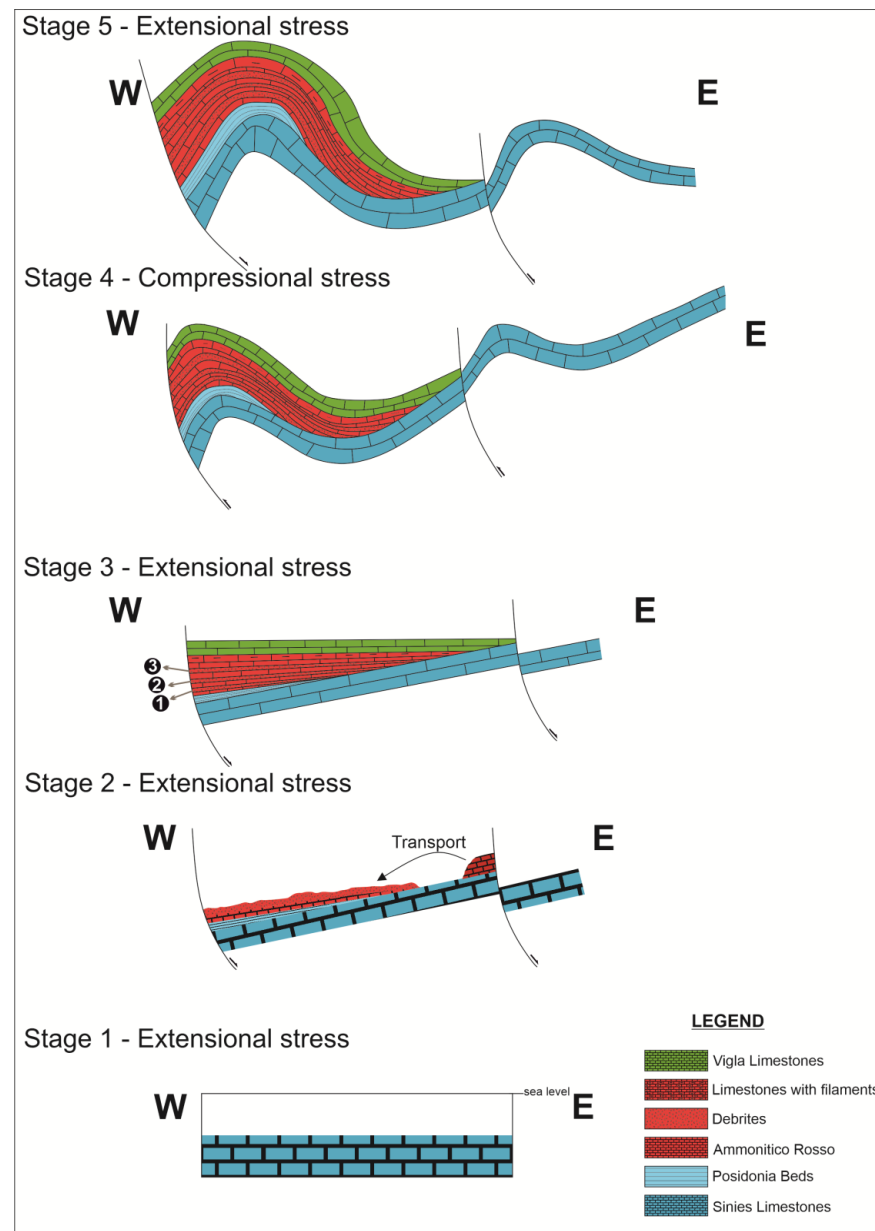 Stage 5 - Extensional stress
W
E
Stage 4 - Compressional stress
W
E
Stage 3 - Extensional stress
W
E
3
2
1
Stage 2 - Extensional stress
W
E
Transport
Stage 1 - Extensional stress
W
sea level
E
LEGEND
Vigla Limestones
Limestones with filaments
Debrites
Ammonitico Rosso
Posidonia Beds
Sinies Limestones